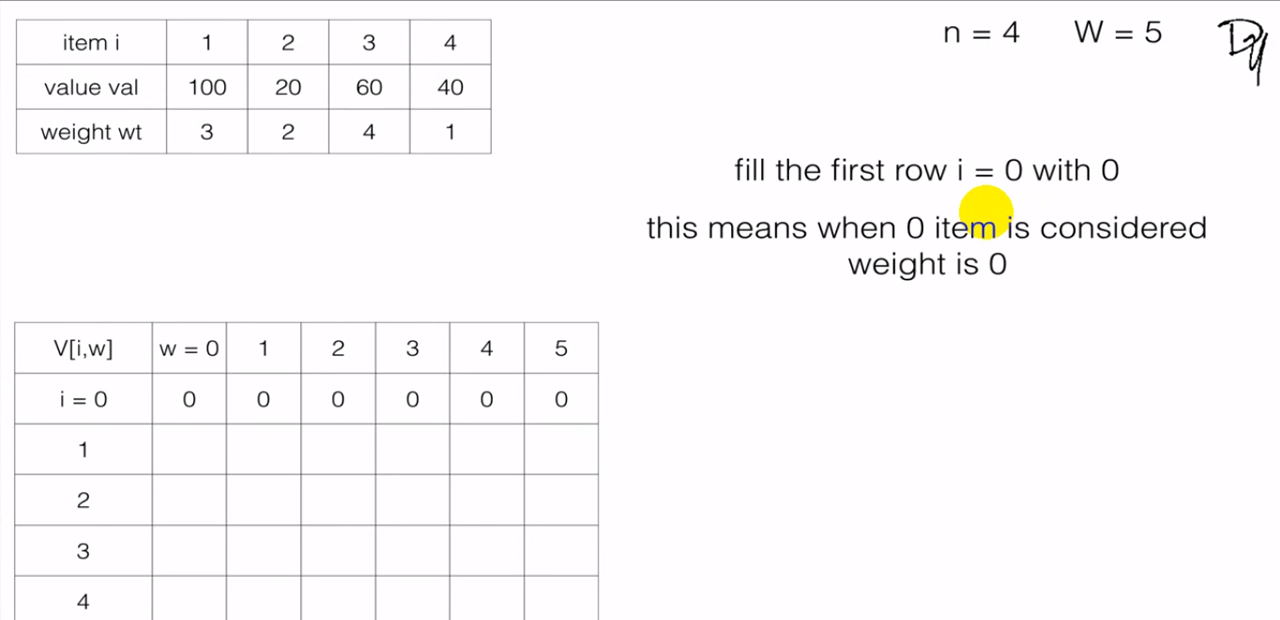 item i 1 2 3 4
value val 100 20 60 40
weight wt 3 2 4 1
n = 4 W = 5
fill the first row i = 0 with 0
this means when 0 item is considered
weight is 0
V[i,w] w = 0 1 2 3 4 5
i = 0 0 0 0 0 0 0
1
2
3
4